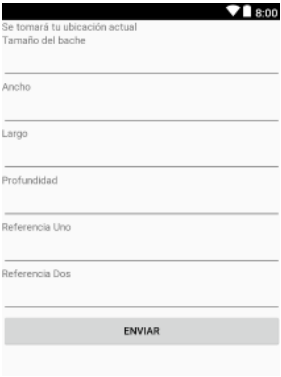 8:00
Se tomará tu ubicación actual
Tamaño del bache
Ancho
Largo
Profundidad
Referencia Uno
Referencia Dos
ENVIAR